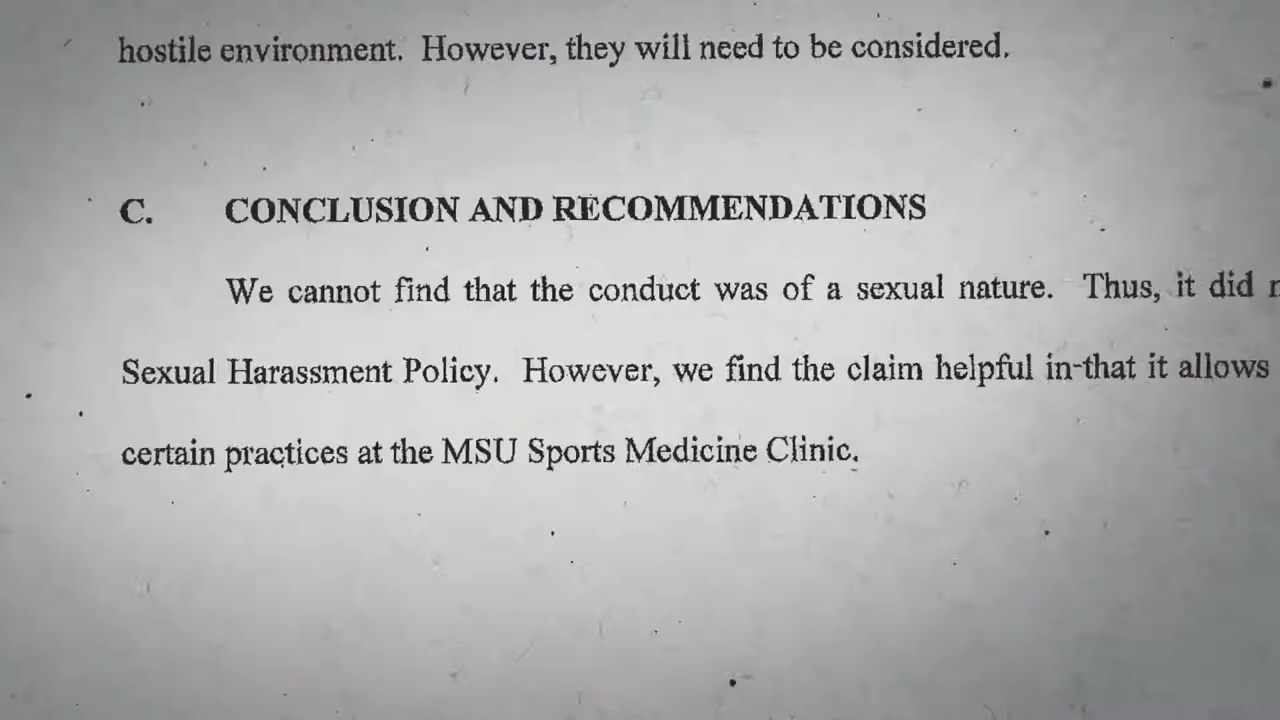 hostile environment. However, they will need to be considered.
C. CONCLUSION AND RECOMMENDATIONS
We cannot find that the conduct was of a sexual nature. Thus, it did
Sexual Harassment Policy. However, we find the claim helpful in-that it allows
certain practices at the MSU Sports Medicine Clinic.